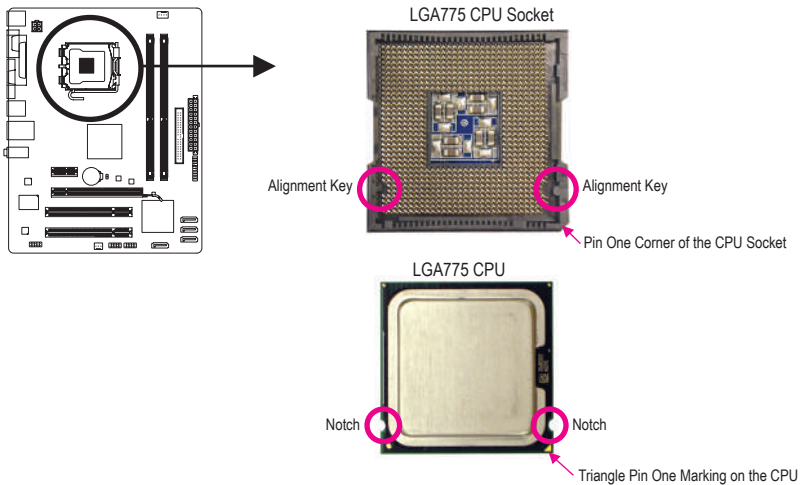 LGA775 CPU Socket
Alignment Key
Alignment Key
Pin One Corner of the CPU Socket
LGA775 CPU
Notch
Notch
Triangle Pin One Marking on the CPU